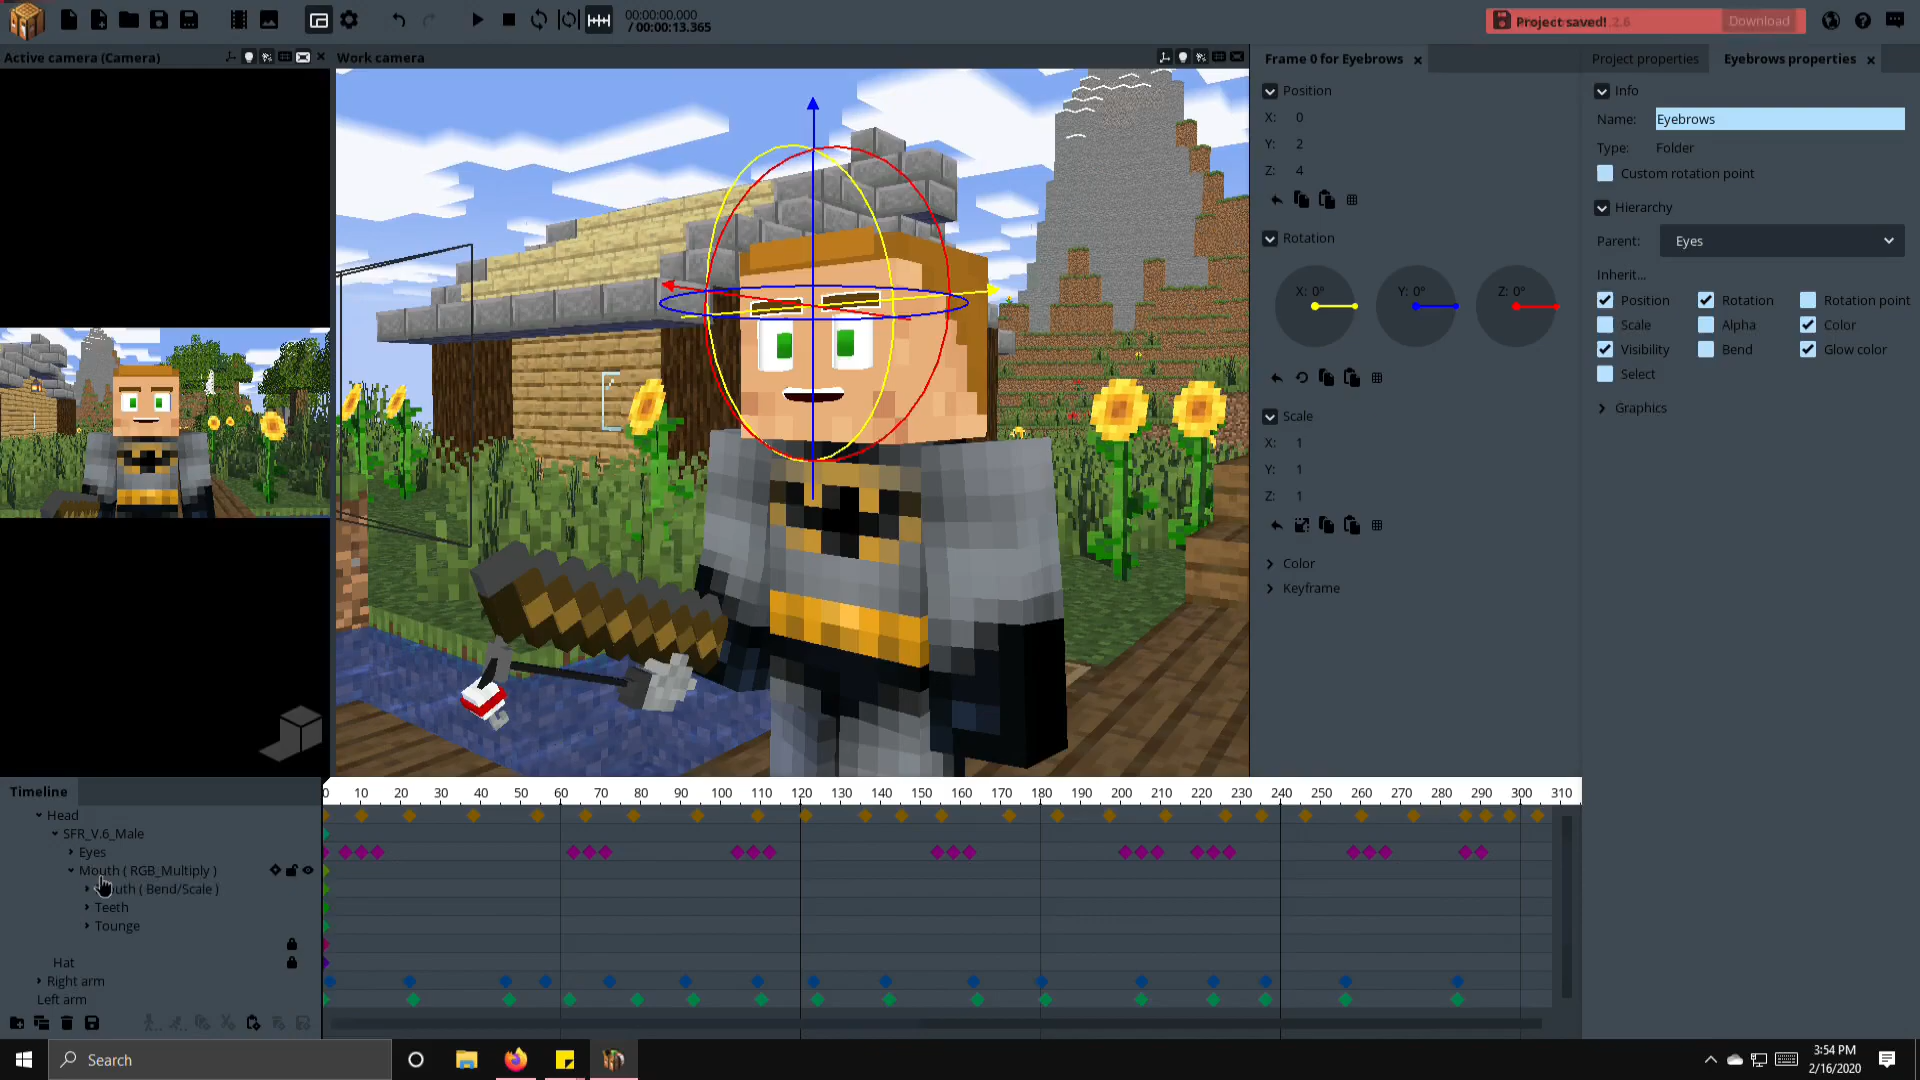 00:00:00.000
/ 00:00:13.365
Project saved!
Download
Active camera (Camera)
Work camera
Frame 0 for Eyebrows
Project properties
Eyebrows properties
Position
X: 0
Y: 2
Z: 4
Rotation
X: 0°
Y: 0°
Z: 0°
Scale
X: 1
Y: 1
Z: 1
Color
Keyframe
Info
Name: Eyebrows
Type: Folder
Custom rotation point
Hierarchy
Parent: Eyes
Inherit...
Position Rotation Rotation point
Scale Alpha Color
Visibility Bend Glow color
Select
Graphics
Timeline
0 10 20 30 40 50 60 70 80 90 100 110 120 130 140 150 160 170 180 190 200 210 220 230 240 250 260 270 280 290 300 310
Head
SFR_V.6_Male
Eyes
Mouth ( RGB_Multiply )
( Bend/Scale )
Teeth
Tounge
Hat
Right arm
Left arm
Search
3:54 PM
2/16/2020